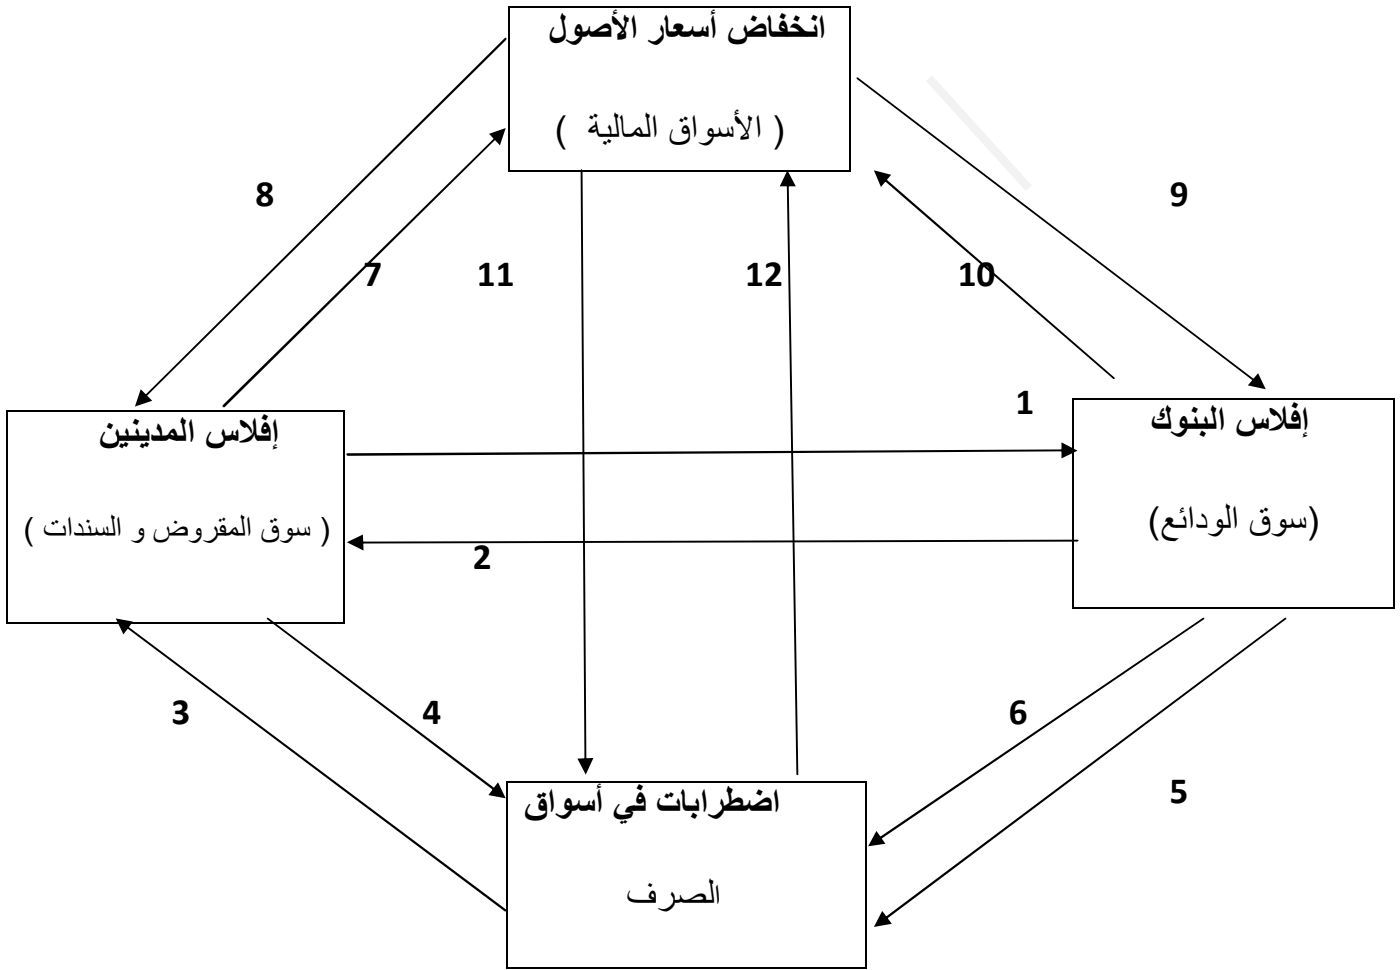 انخفاض أسعار الأصول
( الأسواق المالية )
8
9
7
11
12
10
1
إفلاس المدينين
( سوق المقروض و السندات )
إفلاس البنوك
(سوق الودائع)
2
3
4
6
5
اضطرابات في أسواق
الصرف